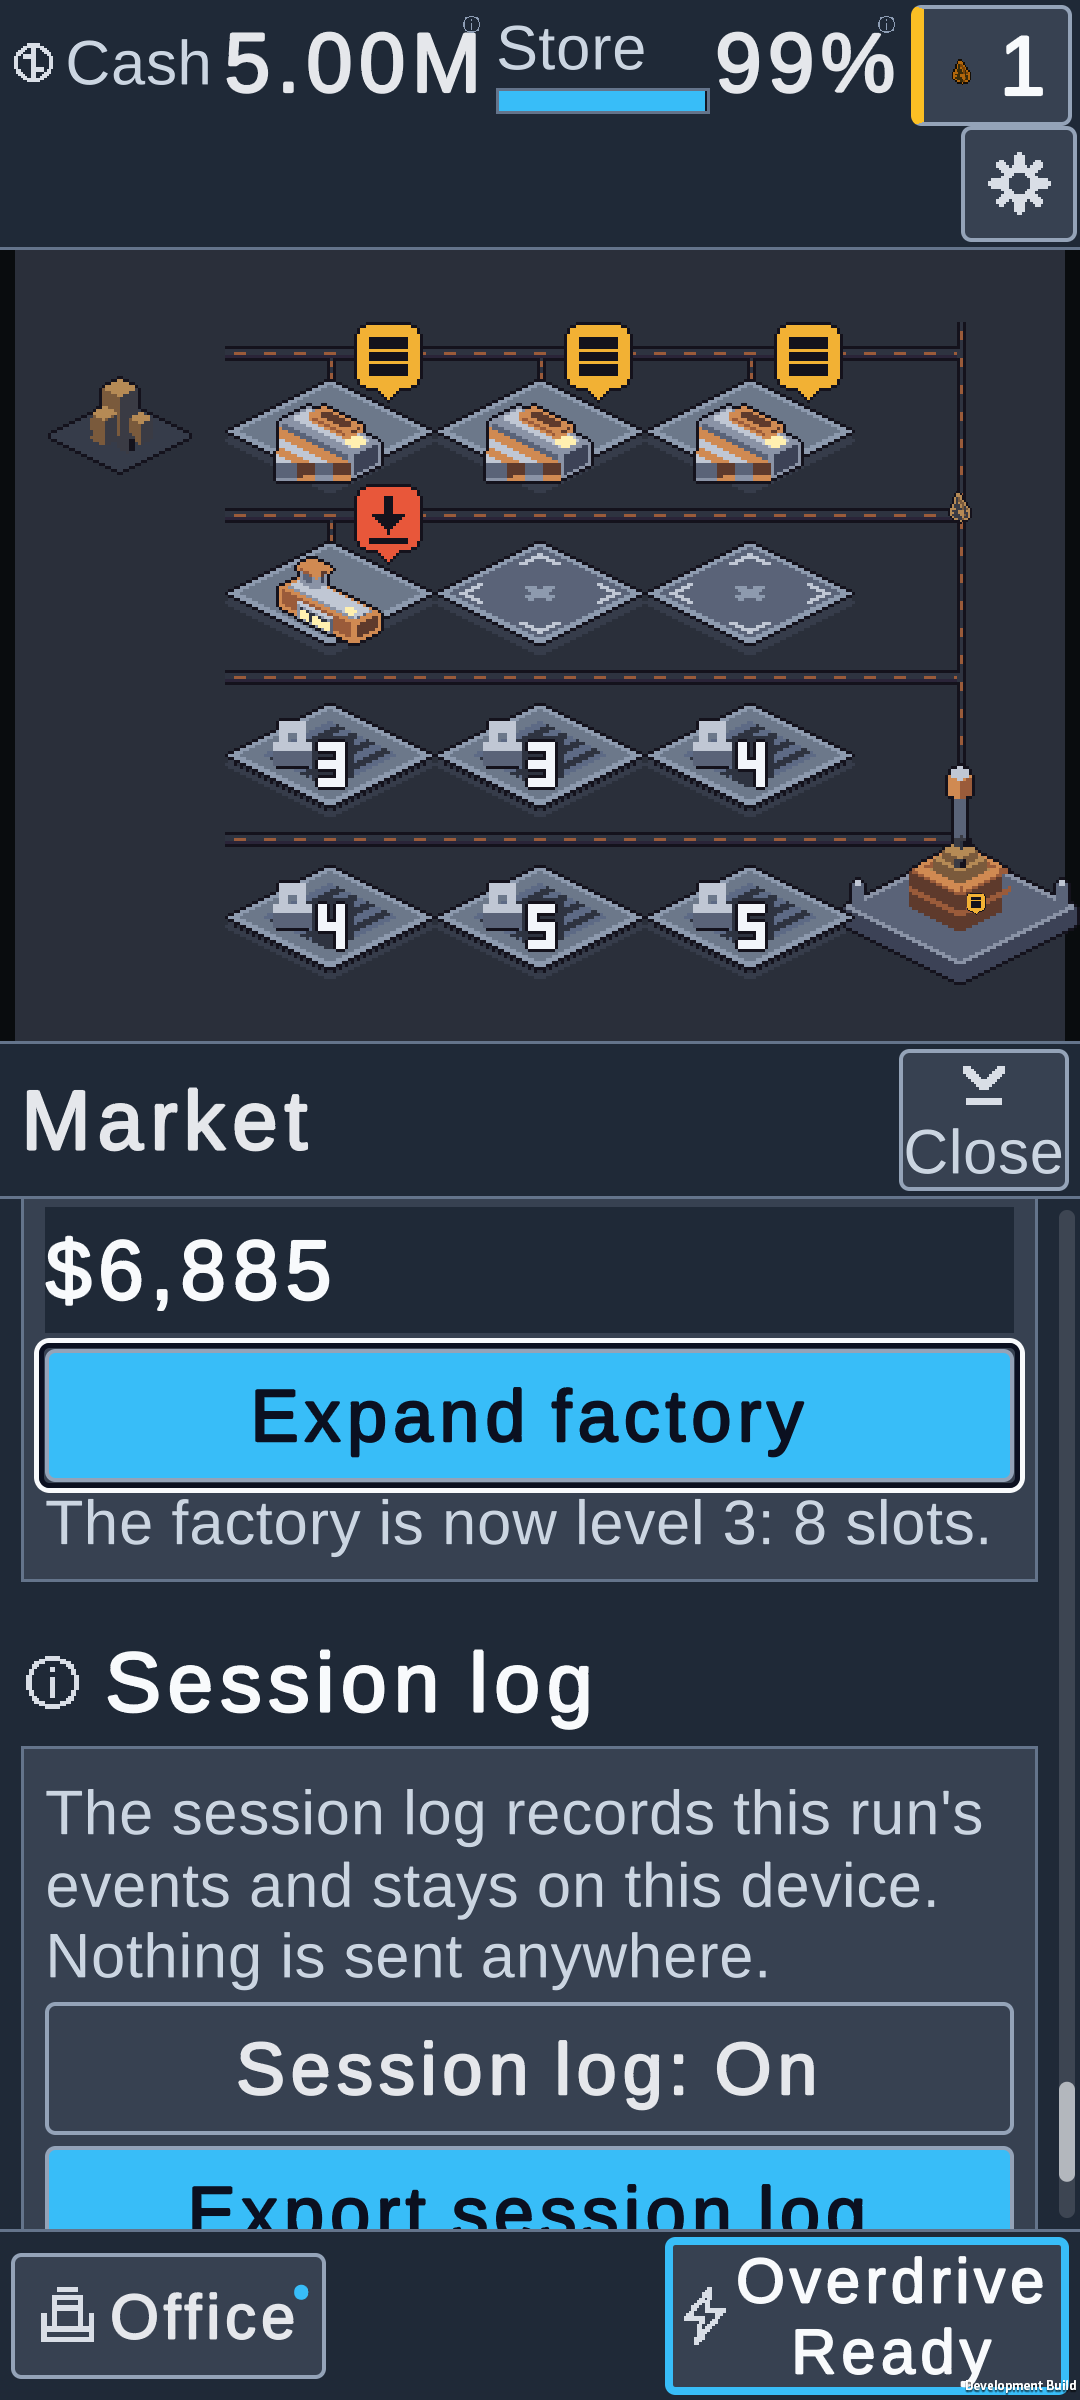 Cash 5.00M Store 99% 1
3 3 4
4 5 5
Market
Close
$6,885
Expand factory
The factory is now level 3: 8 slots.
Session log
The session log records this run's
events and stays on this device.
Nothing is sent anywhere.
Session log: On
Export session log
Office
Overdrive
Ready
Development Build